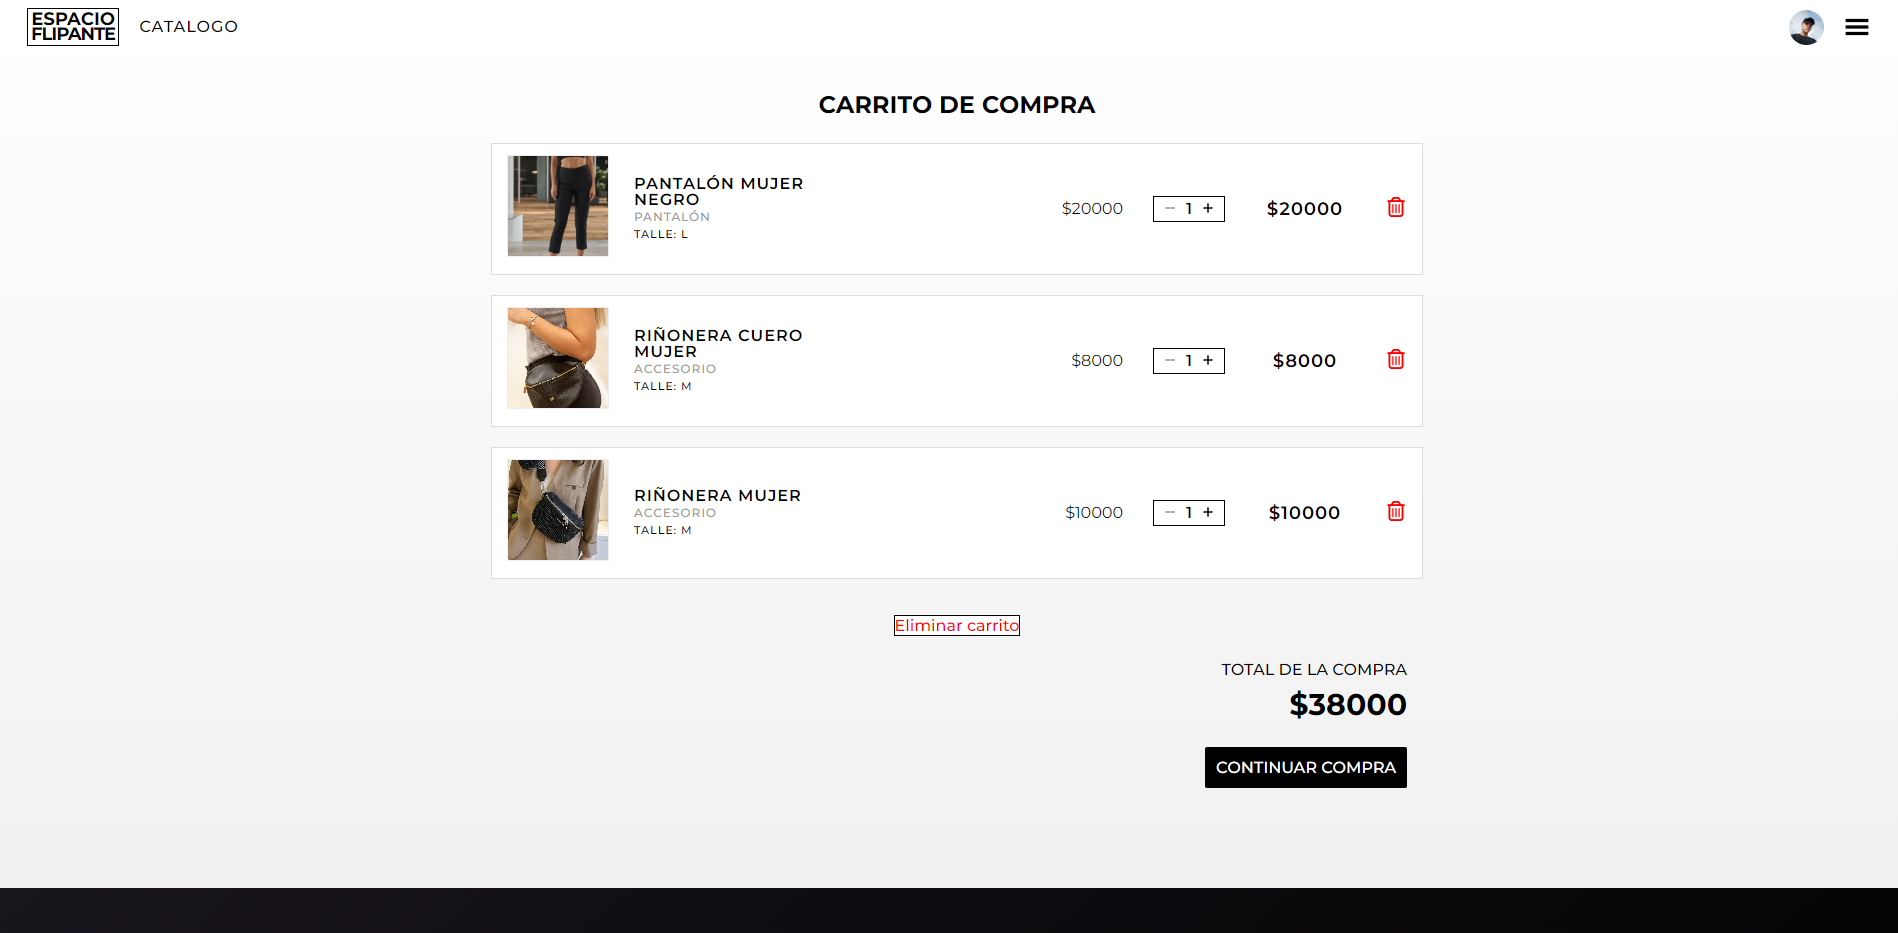 ESPACIO
FLIPANTE
CATALOGO
CARRITO DE COMPRA
PANTALÓN MUJER
NEGRO
PANTALÓN
TALLE: L
$20000
− 1 +
$20000
RIÑONERA CUERO
MUJER
ACCESORIO
TALLE: M
$8000
− 1 +
$8000
RIÑONERA MUJER
ACCESORIO
TALLE: M
$10000
− 1 +
$10000
Eliminar carrito
TOTAL DE LA COMPRA
$38000
CONTINUAR COMPRA